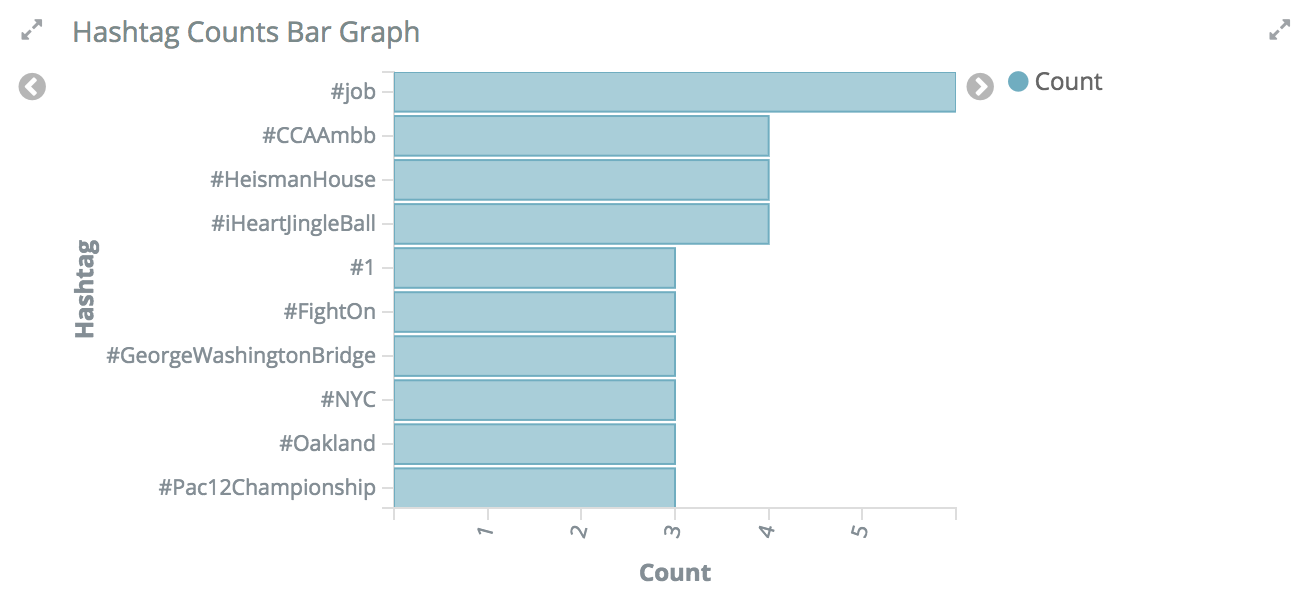 Hashtag Counts Bar Graph
Count
#job
#CCAAmbb
#HeismanHouse
#iHeartJingleBall
#1
#FightOn
#GeorgeWashingtonBridge
#NYC
#Oakland
#Pac12Championship
Hashtag
1 2 3 4 5
Count